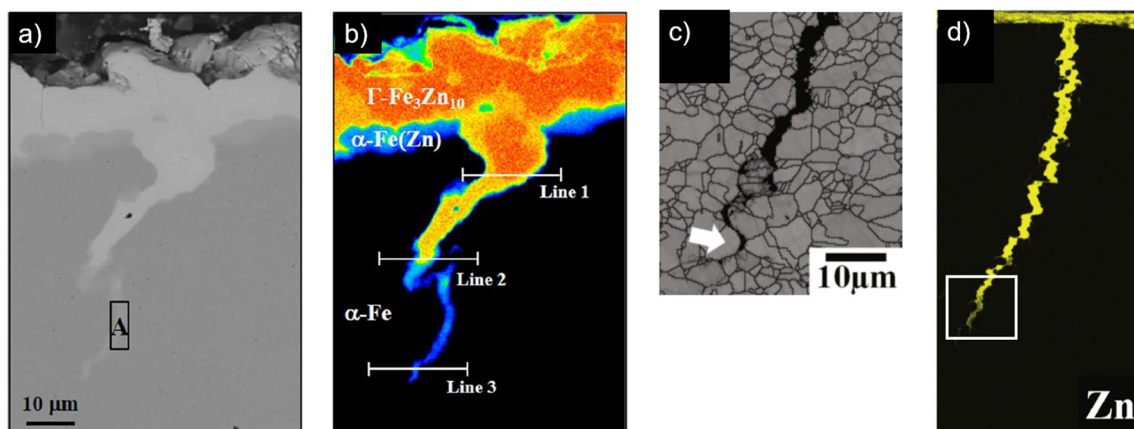 a)
A
10 µm
b)
Γ-Fe₃Zn₁₀
α-Fe(Zn)
Line 1
Line 2
α-Fe
Line 3
c)
10µm
d)
Zn